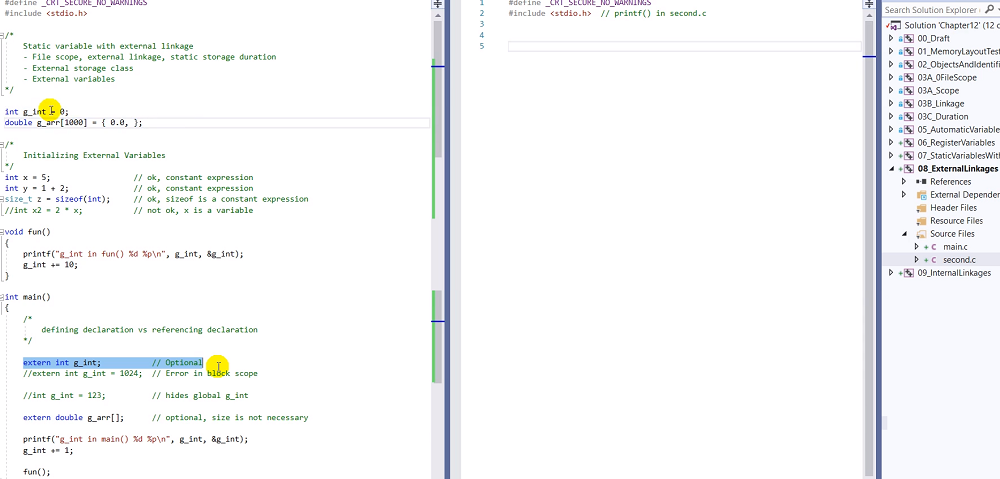 #define _CRT_SECURE_NO_WARNINGS
#include <stdio.h>
/*
Static variable with external linkage
- File scope, external linkage, static storage duration
- External storage class
- External variables
*/
int g_int = 0;
double g_arr[1000] = { 0.0, };
/*
Initializing External Variables
*/
int x = 5; // ok, constant expression
int y = 1 + 2; // ok, constant expression
size_t z = sizeof(int); // ok, sizeof is a constant expression
//int x2 = 2 * x; // not ok, x is a variable
void fun()
{
printf("g_int in fun() %d %p\n", g_int, &g_int);
g_int += 10;
}
int main()
{
/*
defining declaration vs referencing declaration
*/
extern int g_int; // Optional
//extern int g_int = 1024; // Error in block scope
//int g_int = 123; // hides global g_int
extern double g_arr[]; // optional, size is not necessary
printf("g_int in main() %d %p\n", g_int, &g_int);
g_int += 1;
fun();
1 #define _CRT_SECURE_NO_WARNINGS
2 #include <stdio.h> // printf() in second.c
3
4
5
Search Solution Explorer
Solution 'Chapter12' (12 c
00_Draft
01_MemoryLayoutTest
02_ObjectsAndIdentifi
03A_0FileScope
03A_Scope
03B_Linkage
03C_Duration
05_AutomaticVariable
06_RegisterVariables
07_StaticVariablesWith
08_ExternalLinkages
References
External Depender
Header Files
Resource Files
Source Files
main.c
second.c
09_InternalLinkages